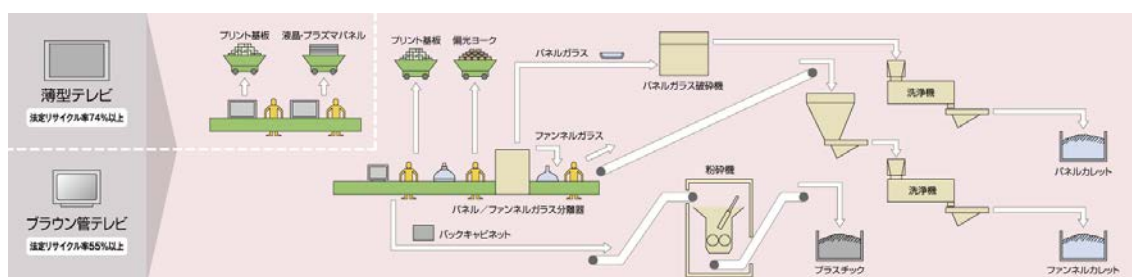 薄型テレビ
法定リサイクル率74%以上
プリント基板
液晶・プラズマパネル
ブラウン管テレビ
法定リサイクル率55%以上
プリント基板
偏光ヨーク
パネルガラス
パネルガラス破砕機
ファンネルガラス
パネル／ファンネルガラス分離器
バックキャビネット
粉砕機
プラスチック
洗浄機
パネルカレット
洗浄機
ファンネルカレット